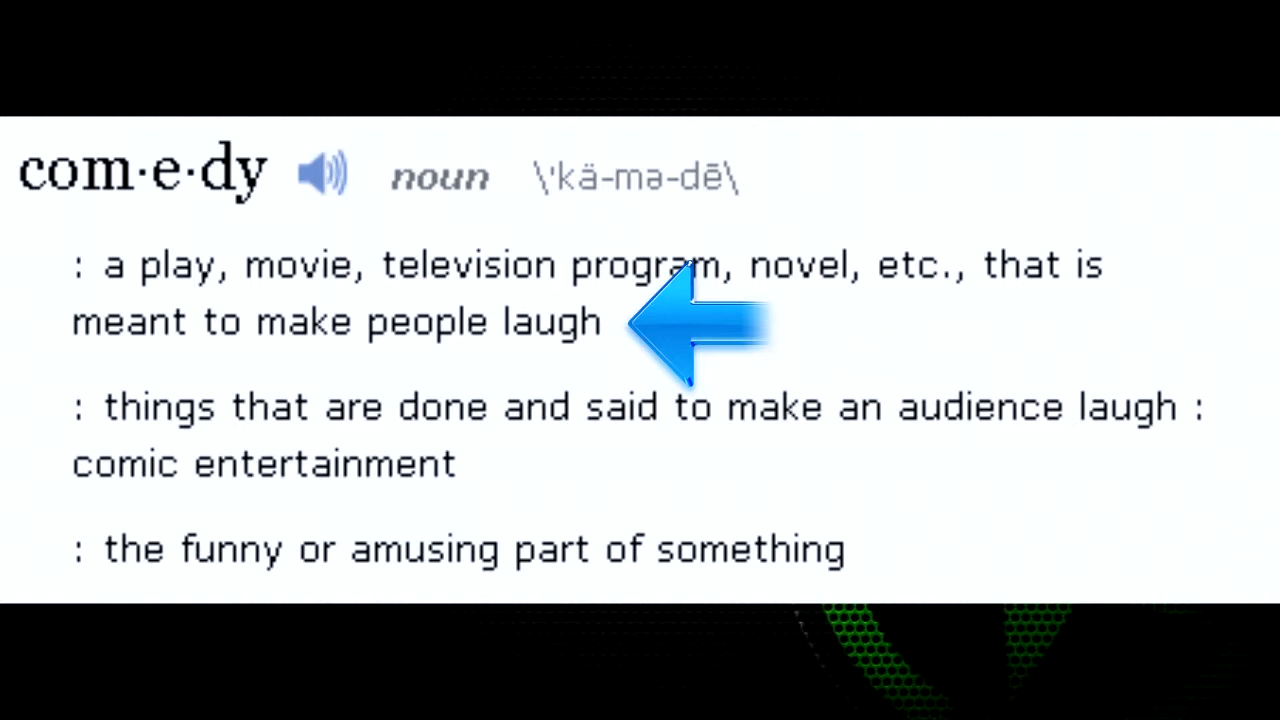 com·e·dy noun \ˈkä-mə-dē\
: a play, movie, television program, novel, etc., that is
meant to make people laugh
: things that are done and said to make an audience laugh :
comic entertainment
: the funny or amusing part of something